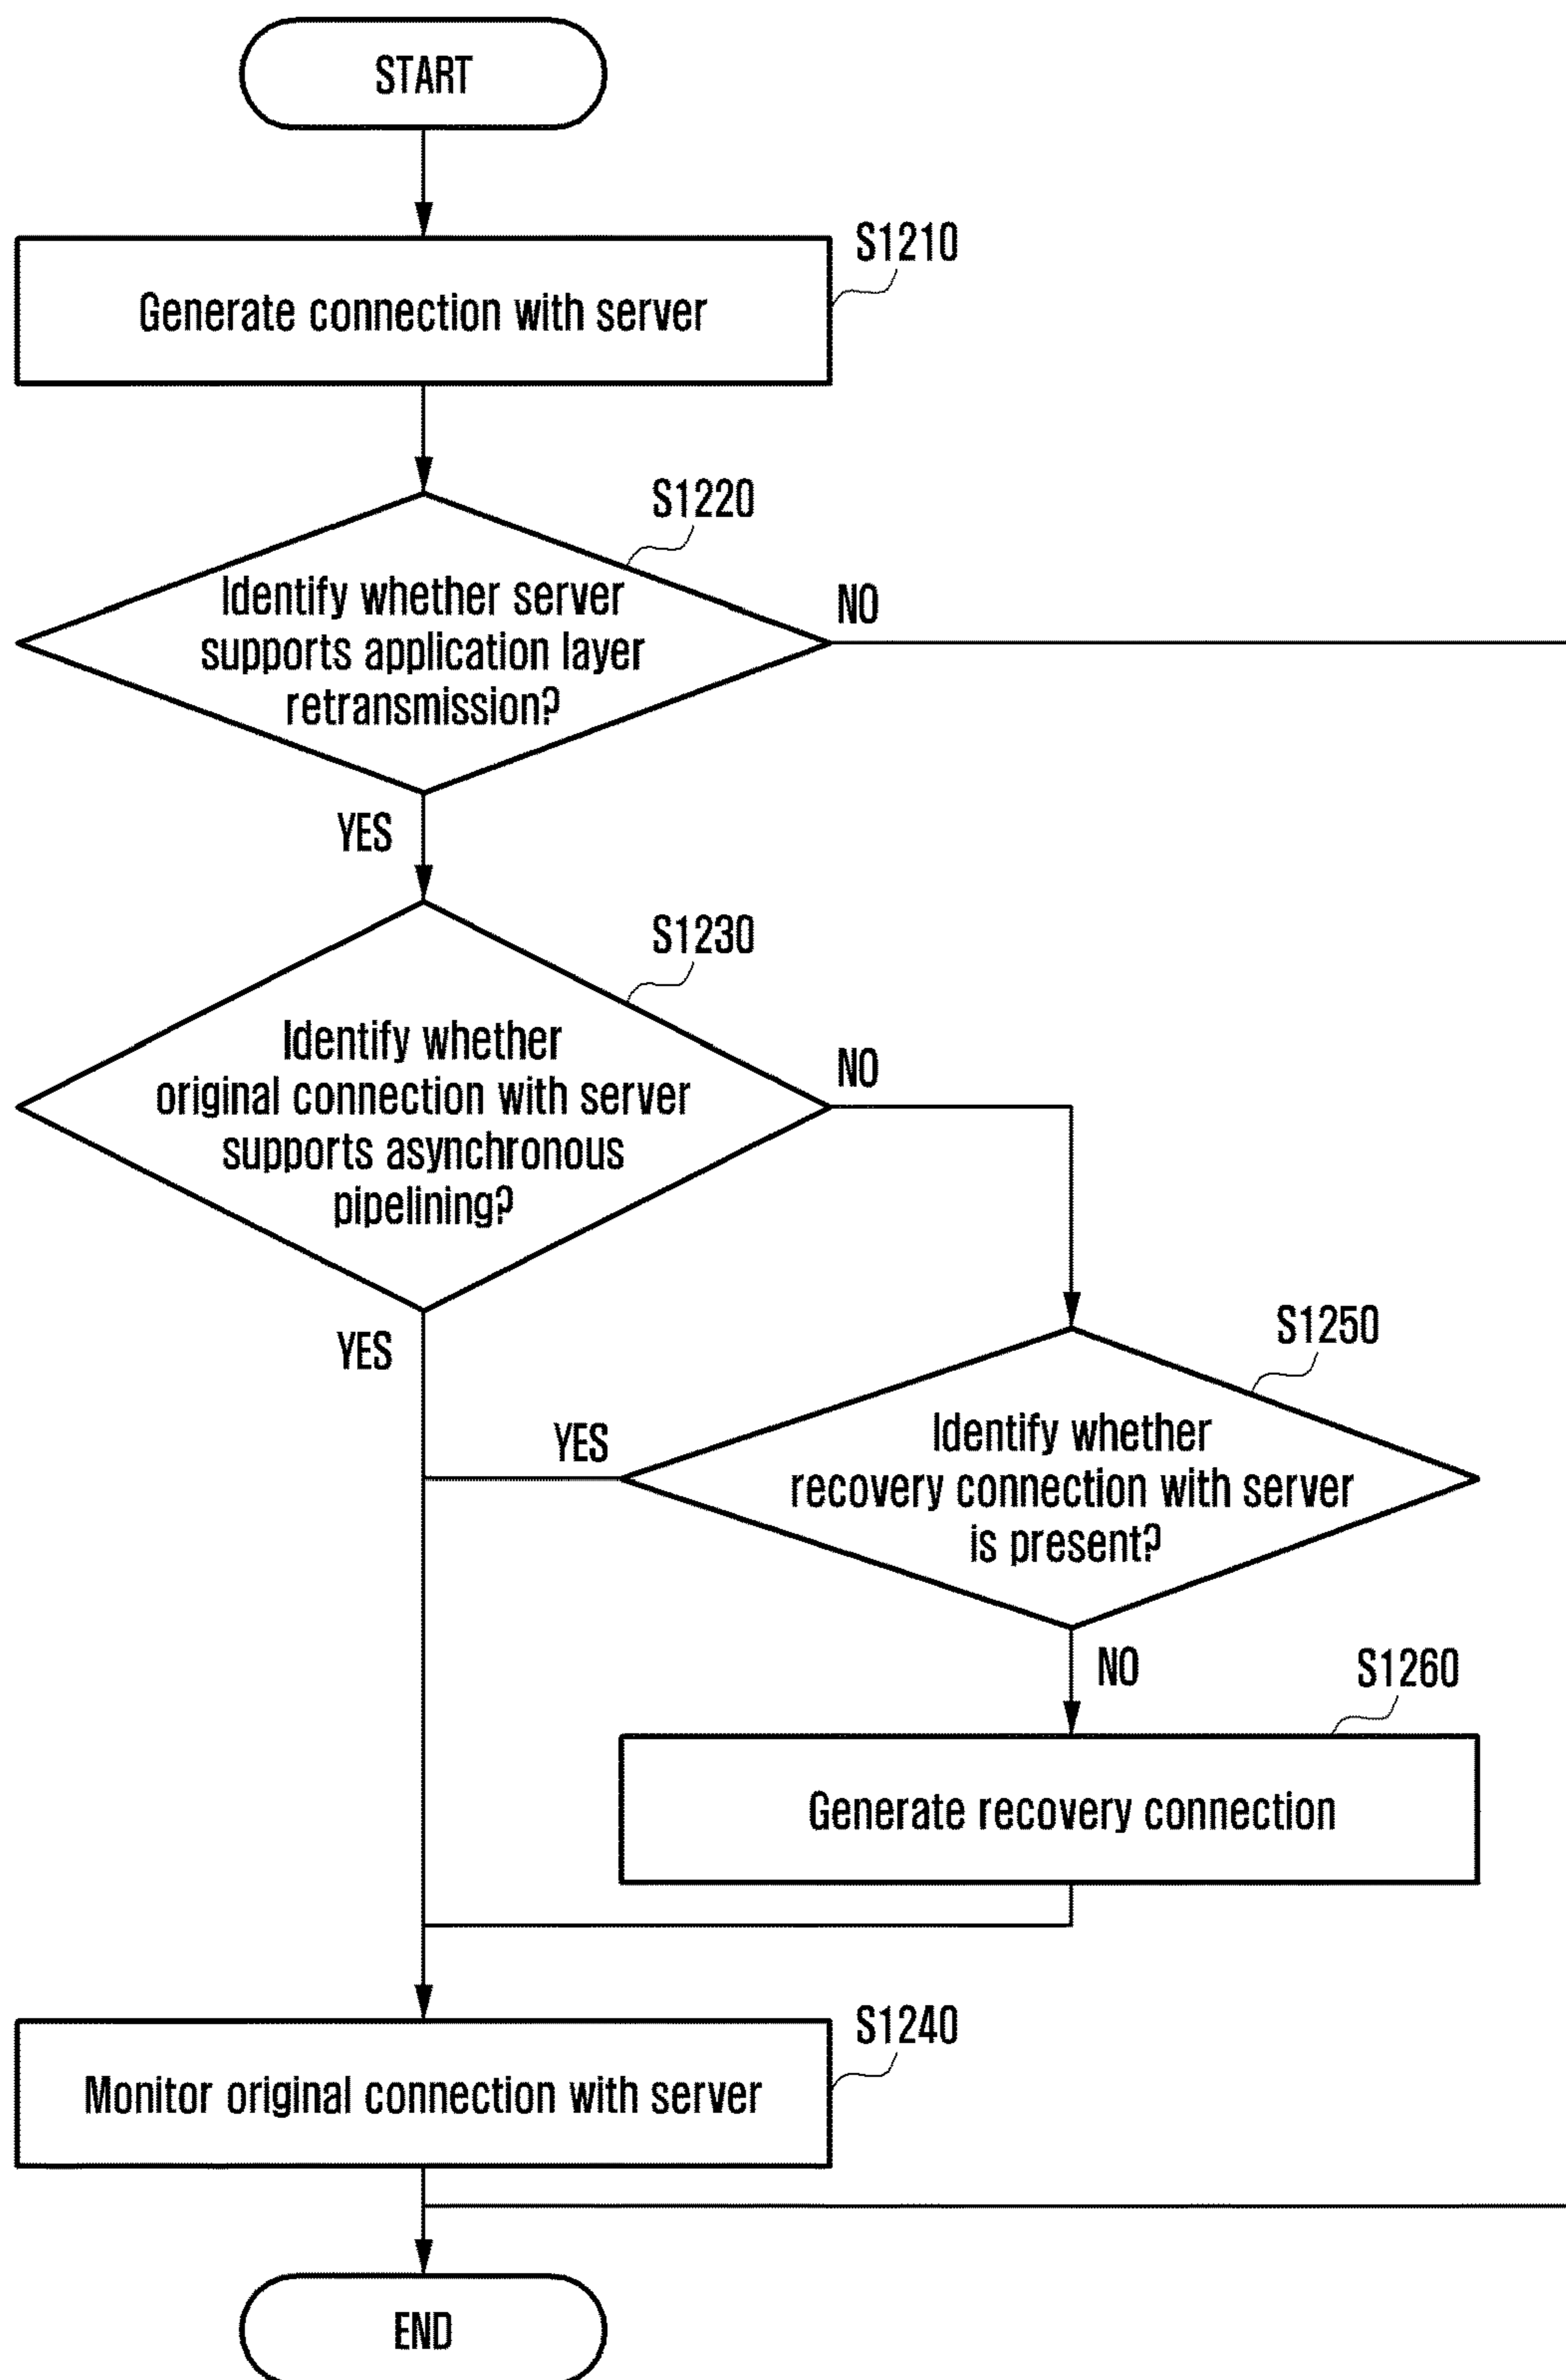 START
S1210
Generate connection with server
S1220
Identify whether server
supports application layer
retransmission?
NO
YES
S1230
Identify whether
original connection with server
supports asynchronous
pipelining?
NO
YES
S1250
Identify whether
recovery connection with server
is present?
YES
NO
S1260
Generate recovery connection
S1240
Monitor original connection with server
END